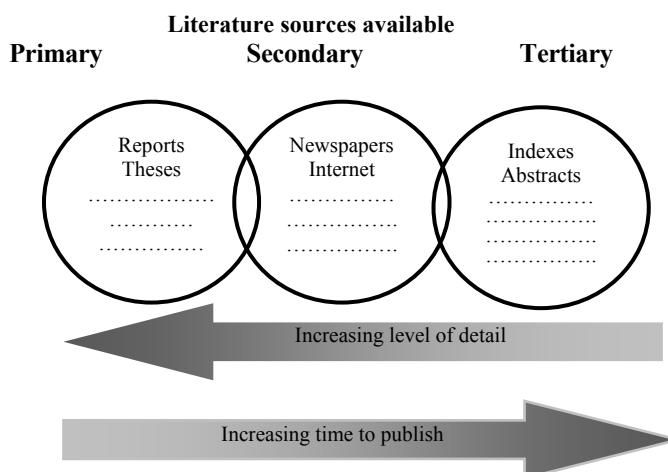 Literature sources available
Primary Secondary Tertiary
Reports
Theses
....................
............
...............
Newspapers
Internet
...............
................
................
Indexes
Abstracts
...............
................
................
................
Increasing level of detail
Increasing time to publish